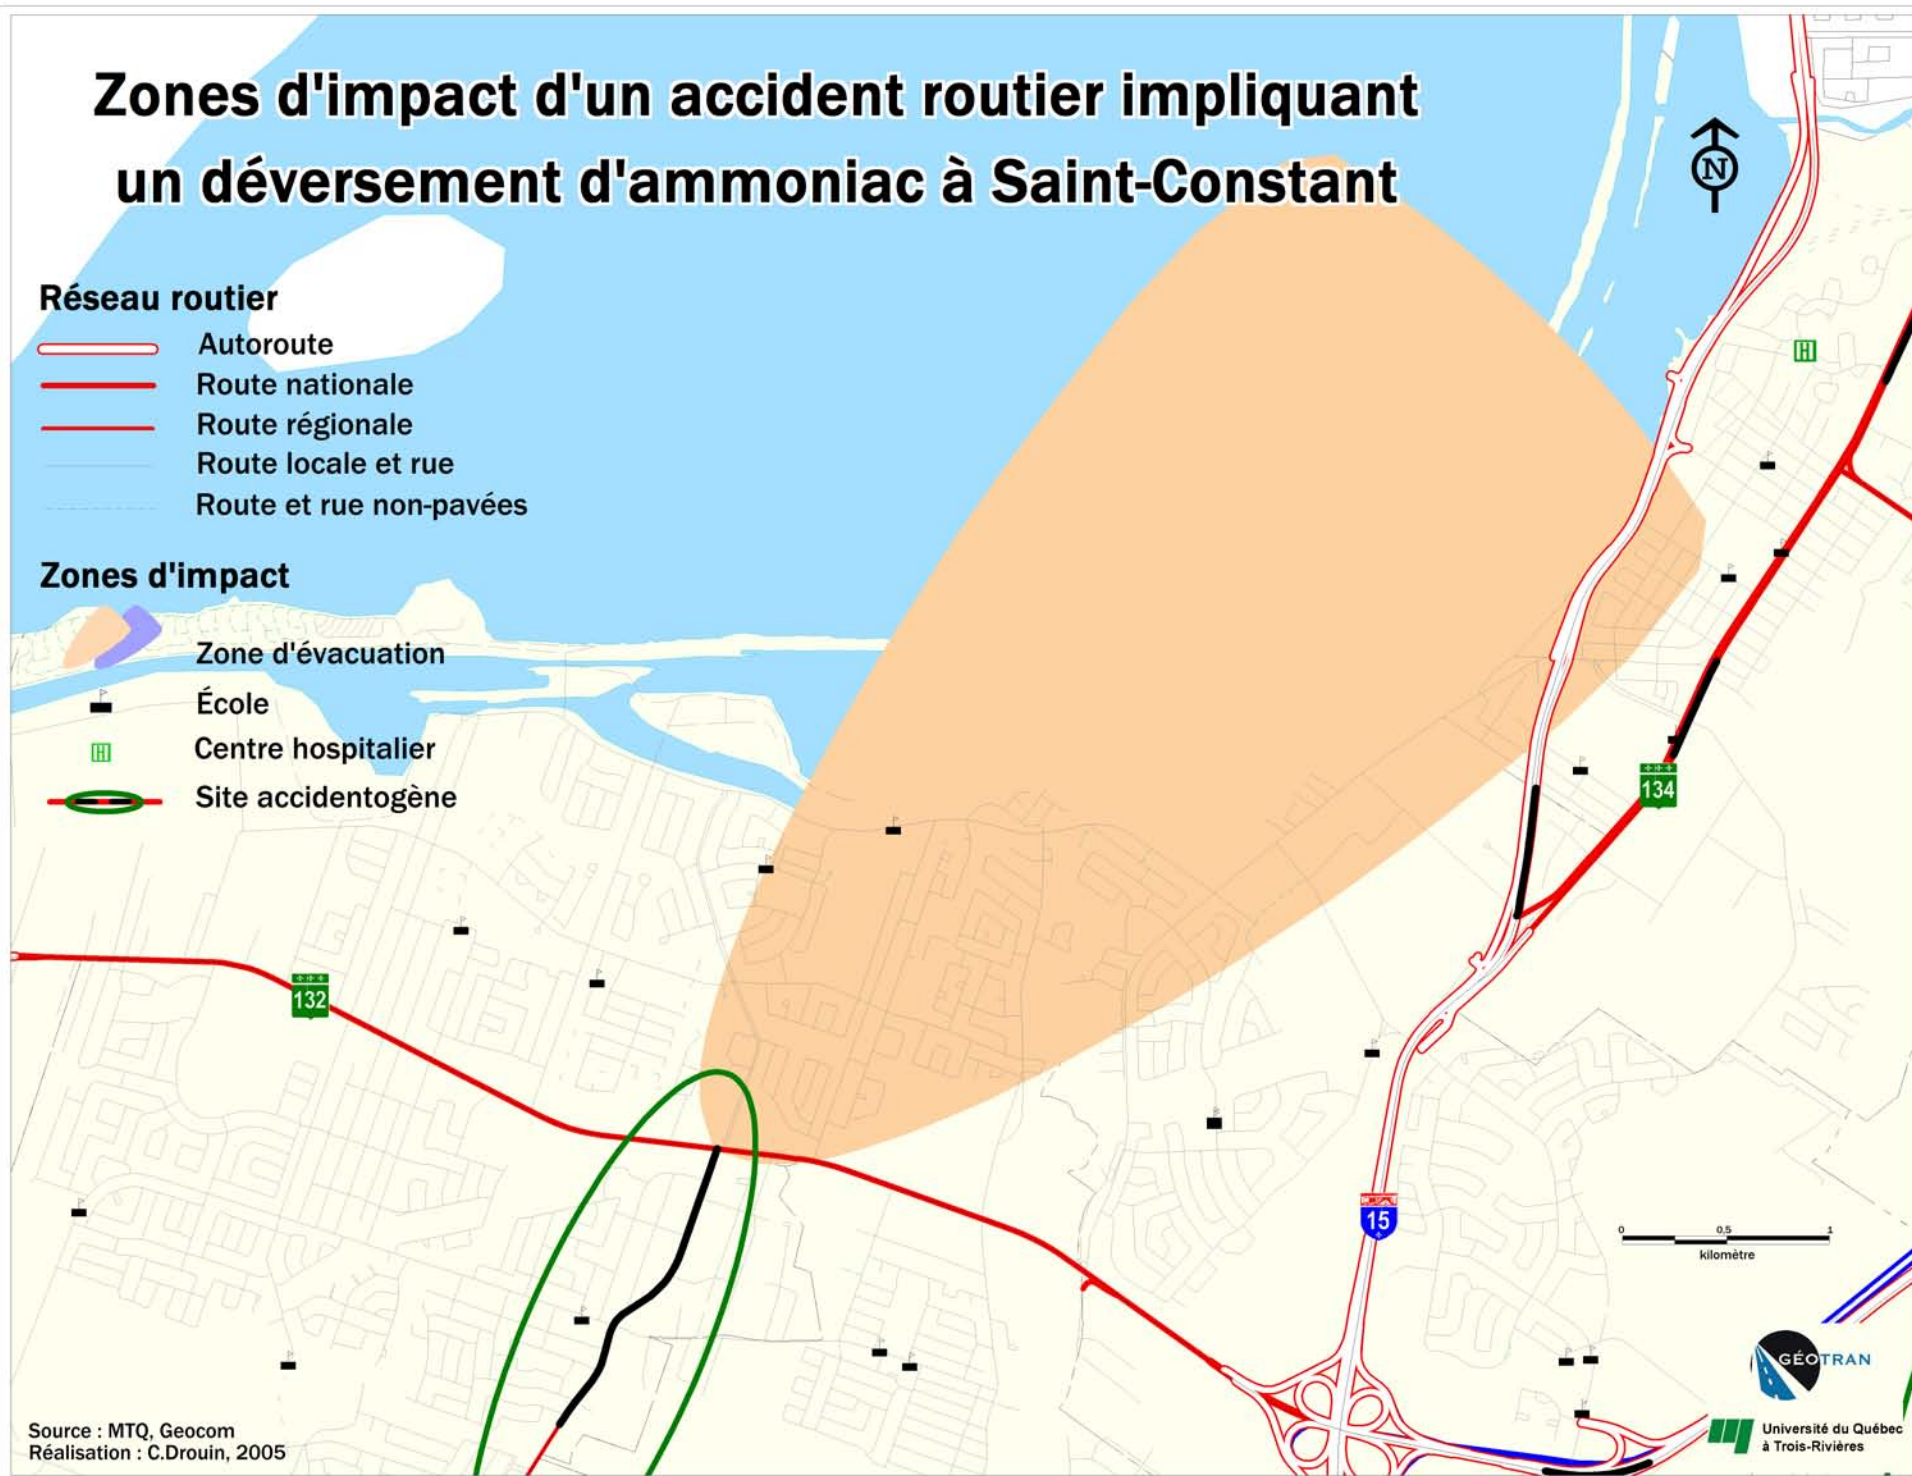 Zones d'impact d'un accident routier impliquant
un déversement d'ammoniac à Saint-Constant
N
Réseau routier
Autoroute
Route nationale
Route régionale
Route locale et rue
Route et rue non-pavées
Zones d'impact
Zone d'évacuation
École
H
Centre hospitalier
Site accidentogène
H
134
132
15
0 0,5 1
kilomètre
GÉOTRAN
Université du Québec
à Trois-Rivières
Source : MTQ, Geocom
Réalisation : C.Drouin, 2005